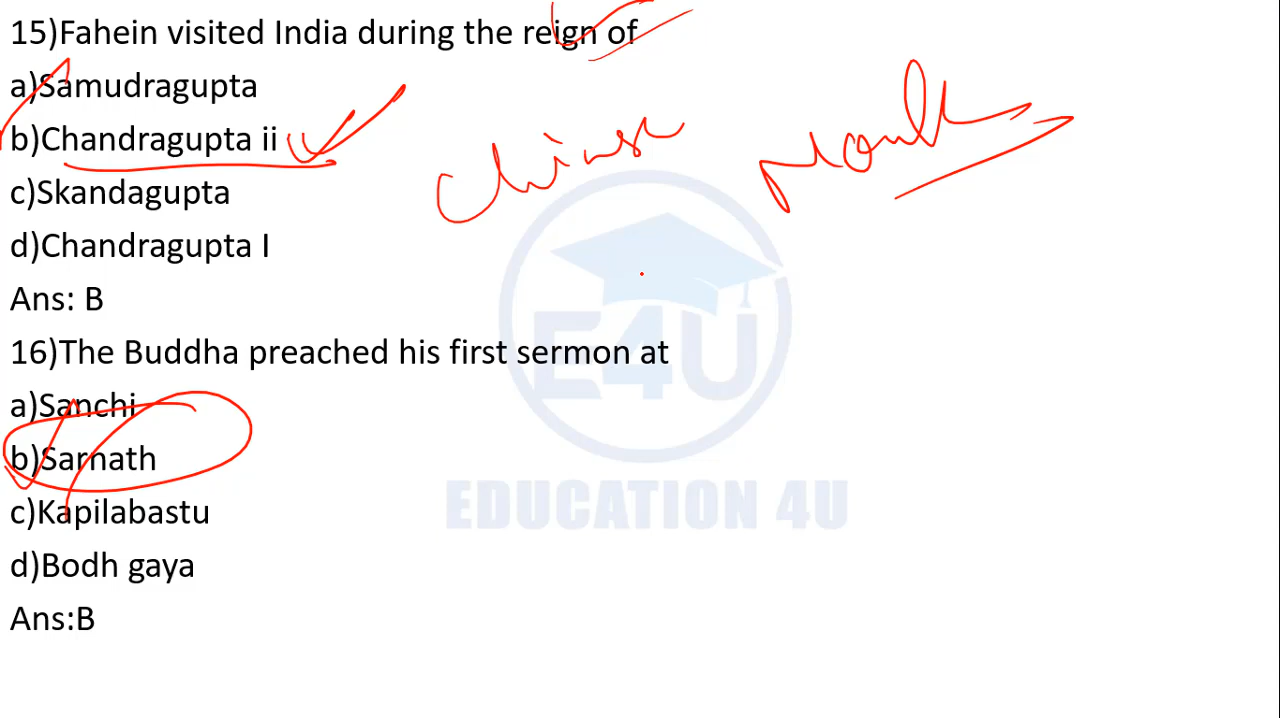 15)Fahein visited India during the reign of
a)Samudragupta
b)Chandragupta ii
c)Skandagupta
d)Chandragupta I
Ans: B
16)The Buddha preached his first sermon at
a)Sanchi
b)Sarnath
c)Kapilabastu
d)Bodh gaya
Ans:B
Chinese
E4U
EDUCATION 4U